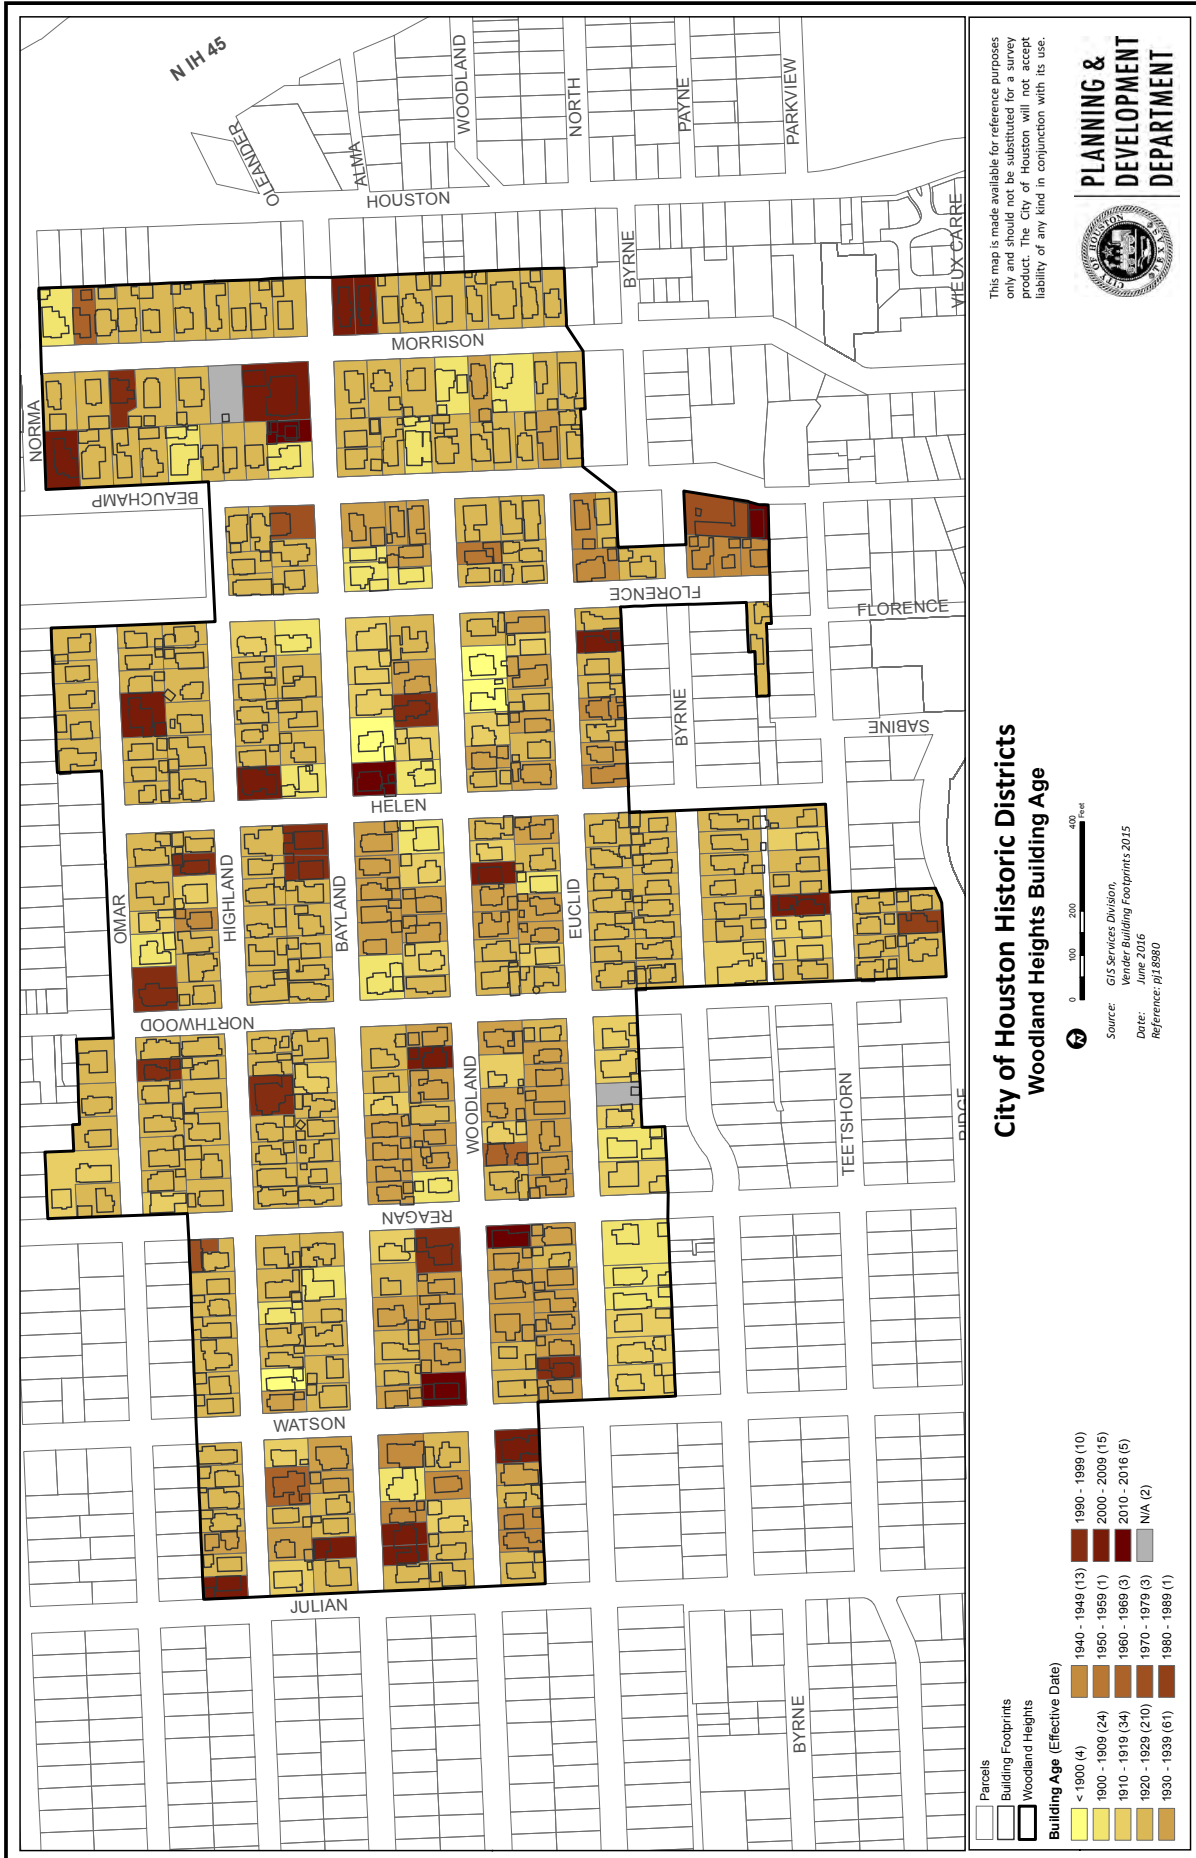 N IH 45
OLEANDER
ALMA
WOODLAND
NORTH
PAYNE
PARKVIEW
HOUSTON
BYRNE
VIEUX CARRE
MORRISON
NORMA
BEAUCHAMP
FLORENCE
FLORENCE
BYRNE
SABINE
HELEN
OMAR
HIGHLAND
BAYLAND
EUCLID
NORTHWOOD
WOODLAND
TEETSHORN
RIDGE
REAGAN
WATSON
JULIAN
BYRNE
This map is made available for reference purposes
only and should not be substituted for a survey
product. The City of Houston will not accept
liability of any kind in conjunction with its use.
PLANNING &
DEVELOPMENT
DEPARTMENT
CITY OF HOUSTON
TEXAS
City of Houston Historic Districts
Woodland Heights Building Age
N
0 100 200 400
Feet
Source: GIS Services Division,
Vender Building Footprints 2015
Date: June 2016
Reference: pj18980
Parcels
Building Footprints
Woodland Heights
Building Age (Effective Date)
< 1900 (4)
1900 - 1909 (24)
1910 - 1919 (34)
1920 - 1929 (210)
1930 - 1939 (61)
1940 - 1949 (13)
1950 - 1959 (1)
1960 - 1969 (3)
1970 - 1979 (3)
1980 - 1989 (1)
1990 - 1999 (10)
2000 - 2009 (15)
2010 - 2016 (5)
N/A (2)